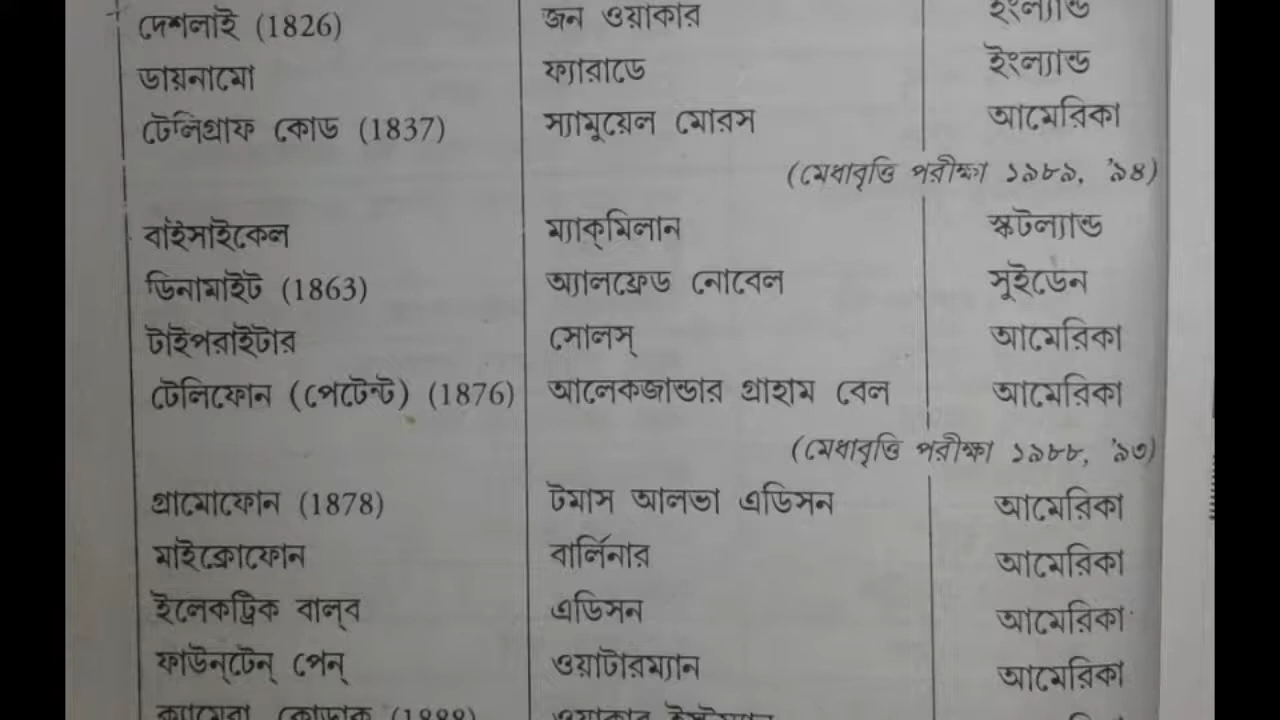 দেশলাই (1826) জন ওয়াকার ইংল্যান্ড
ডায়নামো ফ্যারাডে ইংল্যান্ড
টেলিগ্রাফ কোড (1837) স্যামুয়েল মোরস আমেরিকা
(মেধাবৃত্তি পরীক্ষা ১৯৮৯, '৯৪)
বাইসাইকেল ম্যাক্‌মিলান স্কটল্যান্ড
ডিনামাইট (1863) অ্যালফ্রেড নোবেল সুইডেন
টাইপরাইটার সোলস্ আমেরিকা
টেলিফোন (পেটেন্ট) (1876) আলেকজান্ডার গ্রাহাম বেল আমেরিকা
(মেধাবৃত্তি পরীক্ষা ১৯৮৮, '৯৩)
গ্রামোফোন (1878) টমাস আলভা এডিসন আমেরিকা
মাইক্রোফোন বার্লিনার আমেরিকা
ইলেকট্রিক বাল্‌ব এডিসন আমেরিকা
ফাউন্‌টেন্ পেন্ ওয়াটারম্যান আমেরিকা
ক্যামেরা কোডাক (1888)